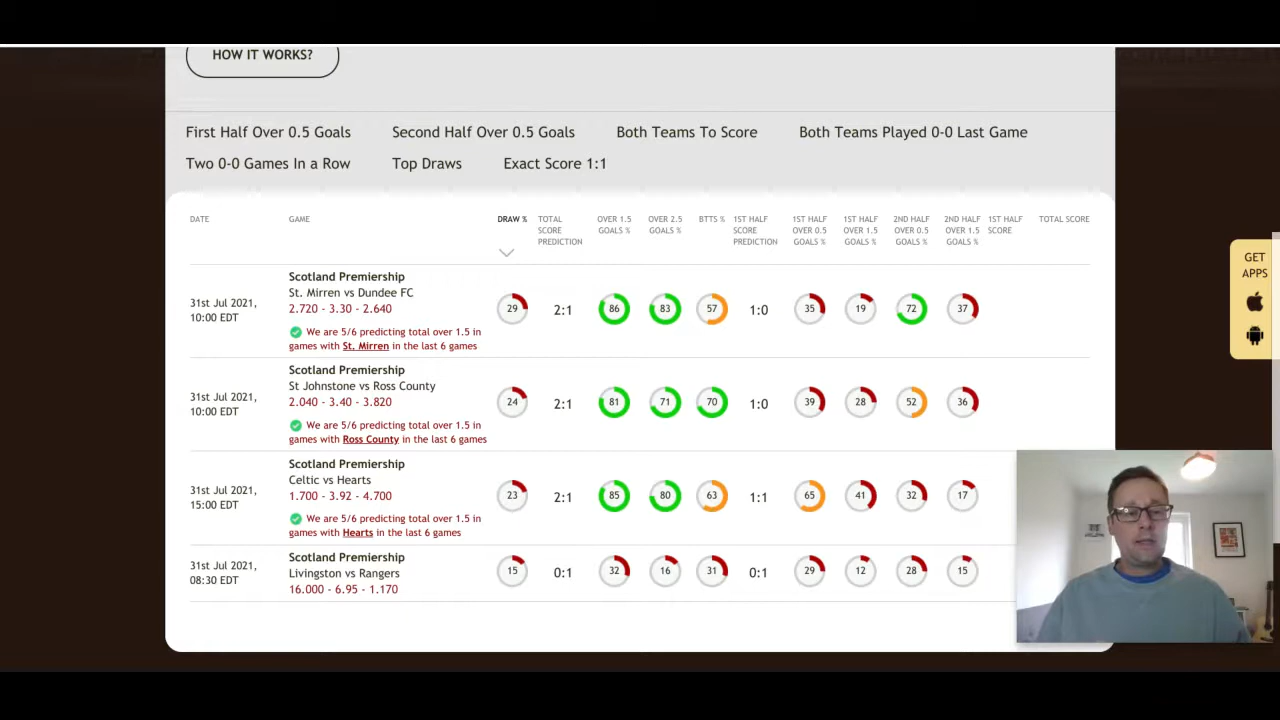 HOW IT WORKS?
First Half Over 0.5 Goals Second Half Over 0.5 Goals Both Teams To Score Both Teams Played 0-0 Last Game
Two 0-0 Games In a Row Top Draws Exact Score 1:1
DATE GAME DRAW % TOTAL SCORE PREDICTION OVER 1.5 GOALS % OVER 2.5 GOALS % BTTS % 1ST HALF SCORE PREDICTION 1ST HALF OVER 0.5 GOALS % 1ST HALF OVER 1.5 GOALS % 2ND HALF OVER 0.5 GOALS % 2ND HALF OVER 1.5 GOALS % 1ST HALF SCORE TOTAL SCORE
GET
APPS
Scotland Premiership
St. Mirren vs Dundee FC
31st Jul 2021,
10:00 EDT
2.720 - 3.30 - 2.640
29 2:1 86 83 57 1:0 35 19 72 37
We are 5/6 predicting total over 1.5 in
games with St. Mirren in the last 6 games
Scotland Premiership
St Johnstone vs Ross County
31st Jul 2021,
10:00 EDT
2.040 - 3.40 - 3.820
24 2:1 81 71 70 1:0 39 28 52 36
We are 5/6 predicting total over 1.5 in
games with Ross County in the last 6 games
Scotland Premiership
Celtic vs Hearts
31st Jul 2021,
15:00 EDT
1.700 - 3.92 - 4.700
23 2:1 85 80 63 1:1 65 41 32 17
We are 5/6 predicting total over 1.5 in
games with Hearts in the last 6 games
Scotland Premiership
Livingston vs Rangers
31st Jul 2021,
08:30 EDT
16.000 - 6.95 - 1.170
15 0:1 32 16 31 0:1 29 12 28 15